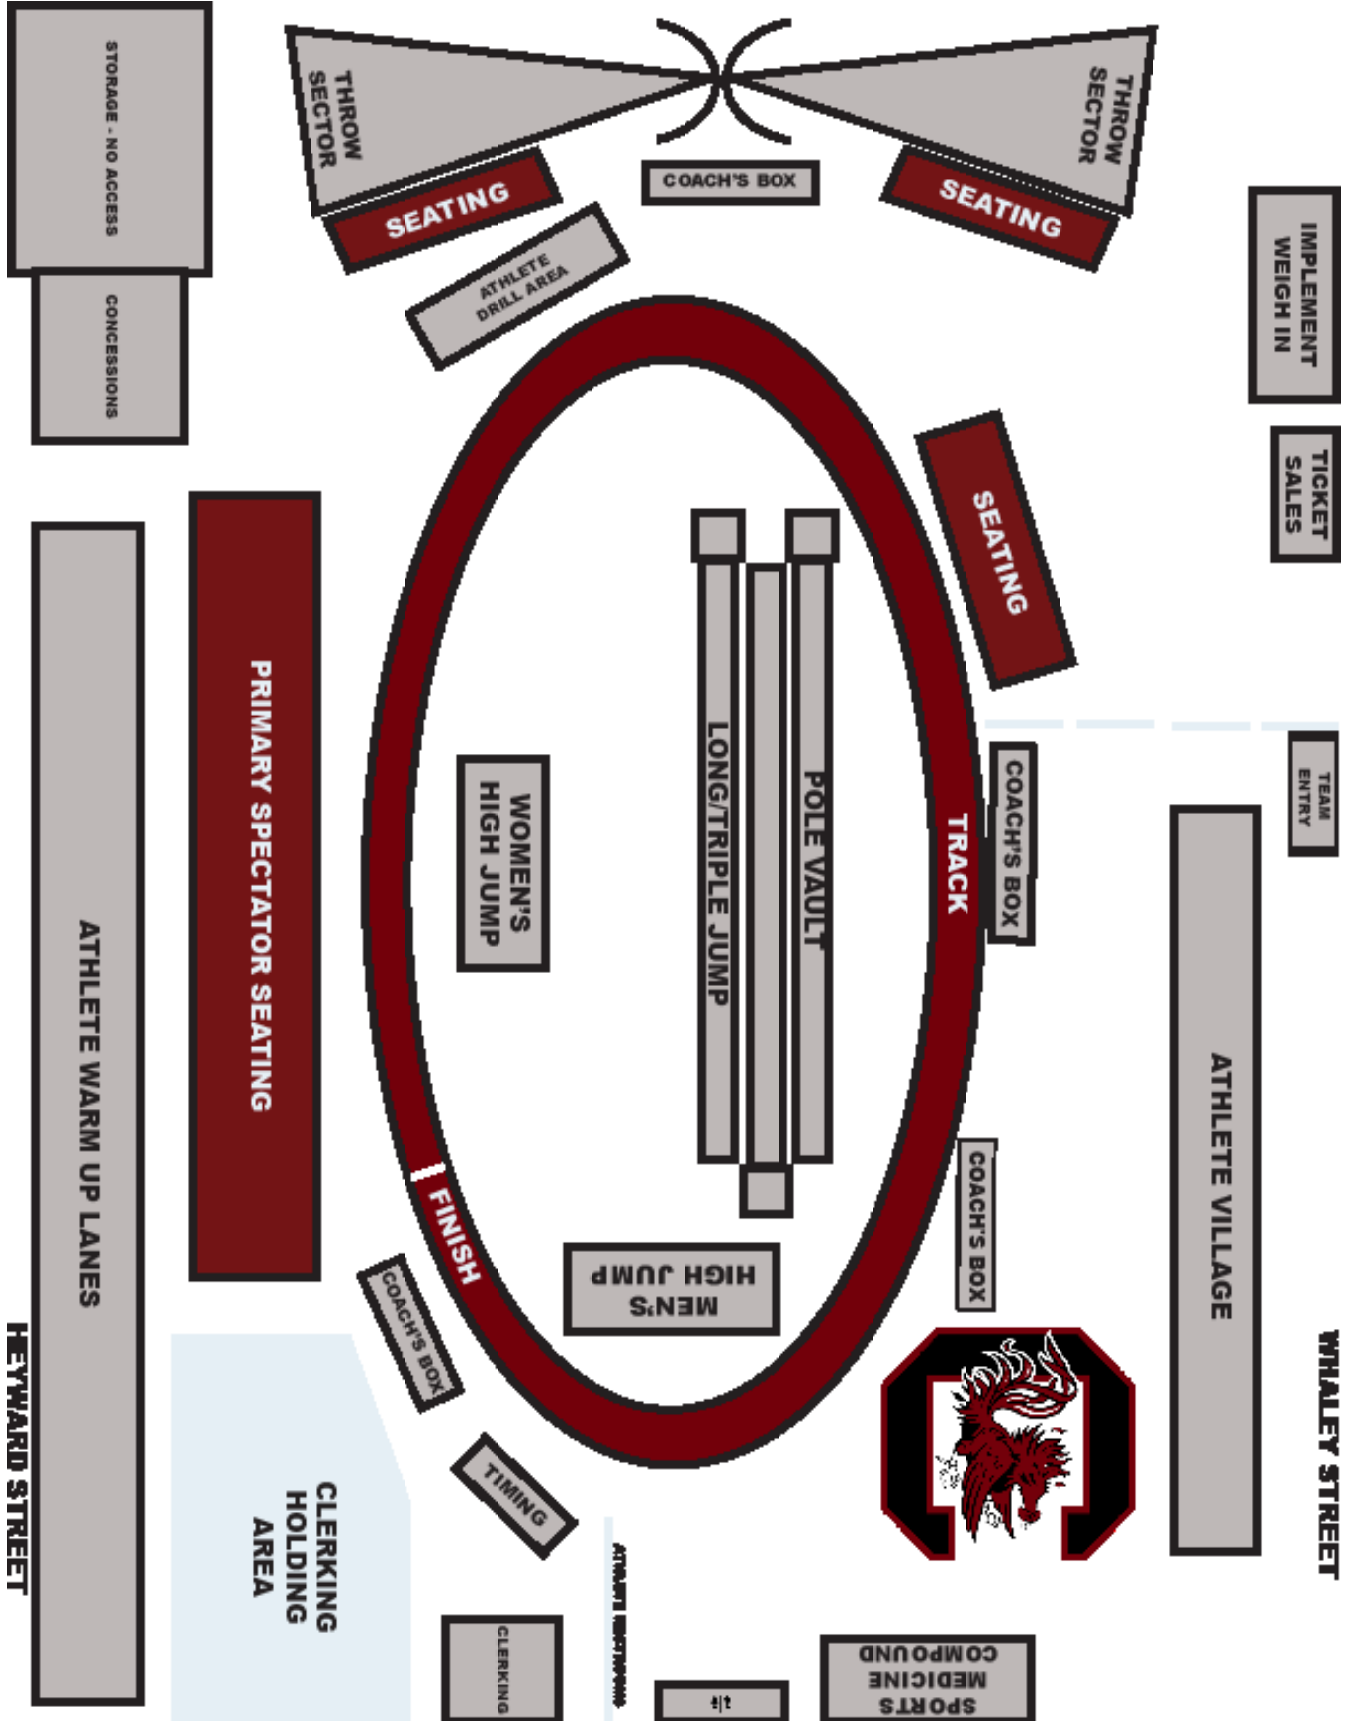 STORAGE - NO ACCESS
CONCESSIONS
THROW
SECTOR
THROW
SECTOR
SEATING
COACH'S BOX
SEATING
ATHLETE
DRILL AREA
IMPLEMENT
WEIGH IN
TICKET
SALES
SEATING
PRIMARY SPECTATOR SEATING
ATHLETE WARM UP LANES
WOMEN'S
HIGH JUMP
LONG/TRIPLE JUMP
POLE VAULT
TRACK
COACH'S BOX
TEAM
ENTRY
ATHLETE VILLAGE
COACH'S BOX
FINISH
COACH'S BOX
MEN'S
HIGH JUMP
TIMING
CLERKING
HOLDING
AREA
HEYWARD STREET
WHALEY STREET
CLERKING
SPORTS
MEDICINE
COMPOUND